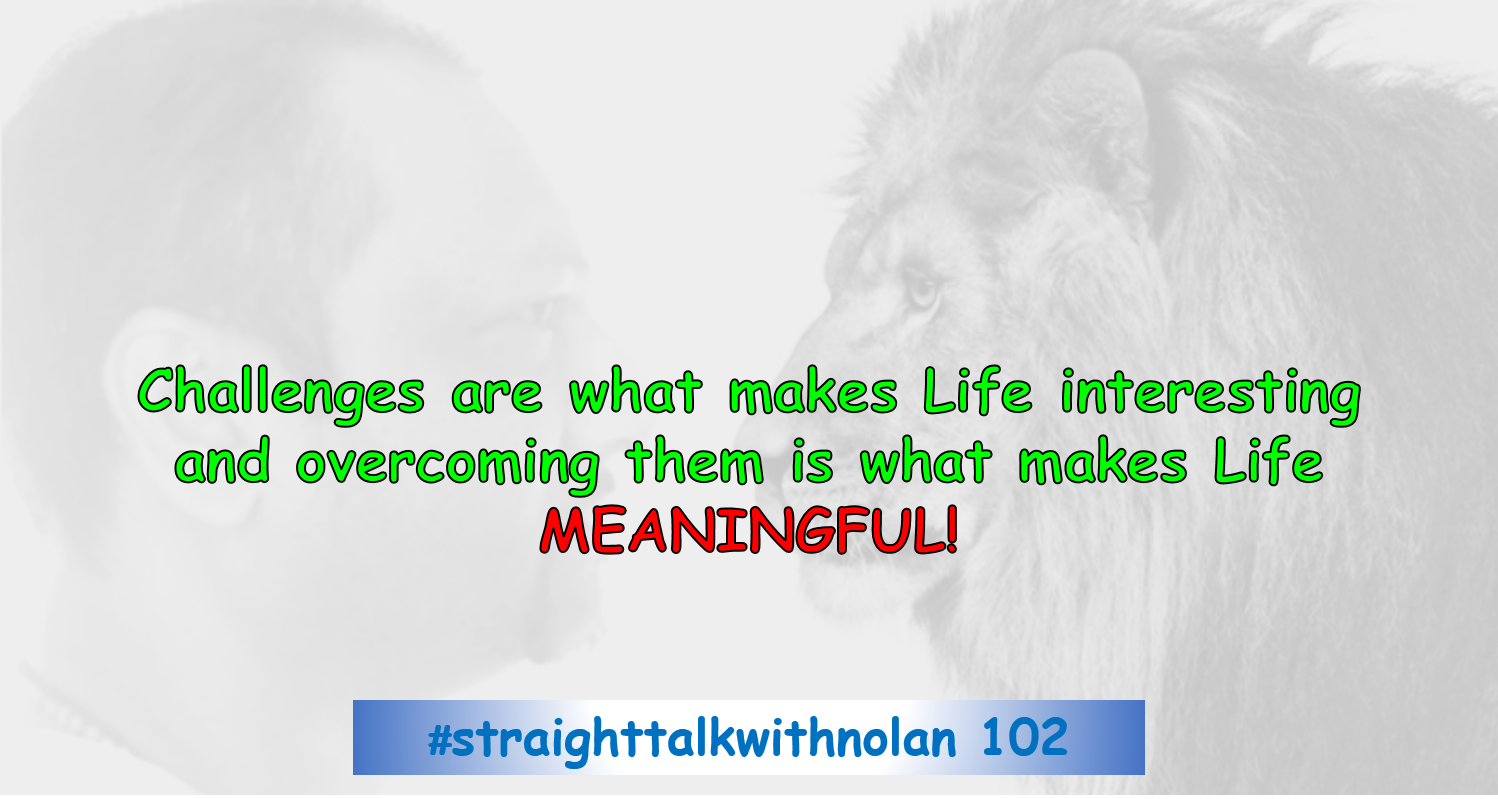 Challenges are what makes Life interesting
and overcoming them is what makes Life
MEANINGFUL!
#straighttalkwithnolan 102